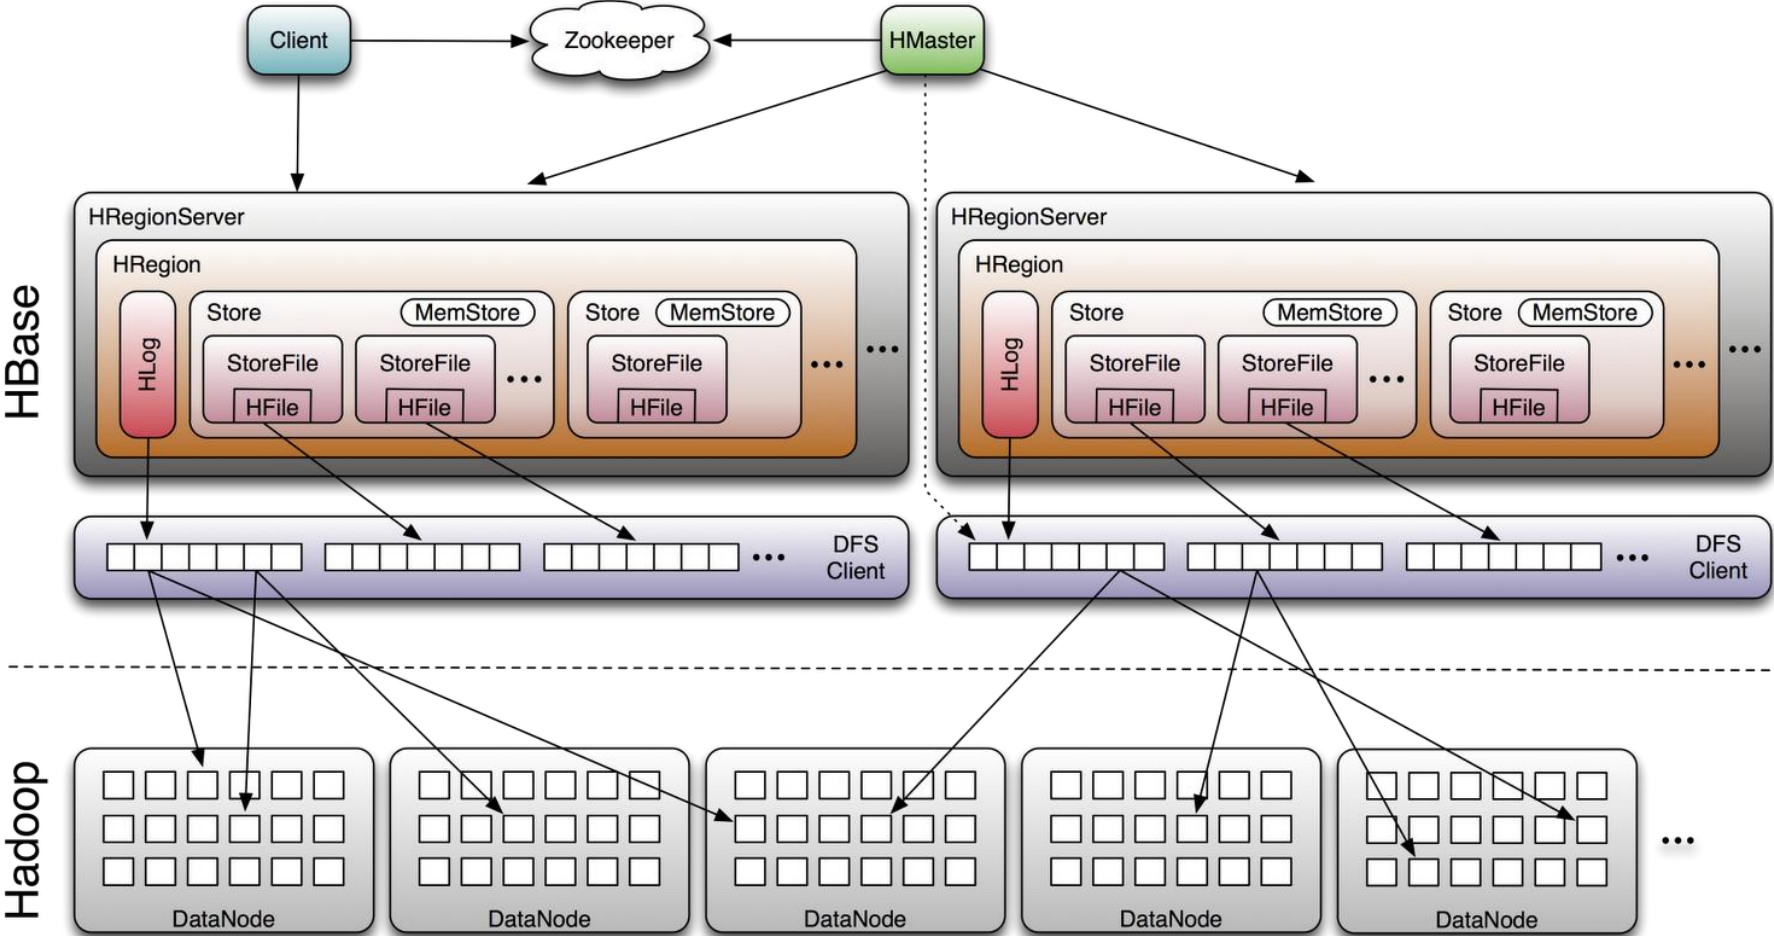 Client
Zookeeper
HMaster
HBase
HRegionServer
HRegion
HLog
Store
MemStore
StoreFile
HFile
StoreFile
HFile
...
Store
MemStore
StoreFile
HFile
...
...
HRegionServer
HRegion
HLog
Store
MemStore
StoreFile
HFile
StoreFile
HFile
...
Store
MemStore
StoreFile
HFile
...
...
...
DFS
Client
...
DFS
Client
Hadoop
DataNode
DataNode
DataNode
DataNode
DataNode
...